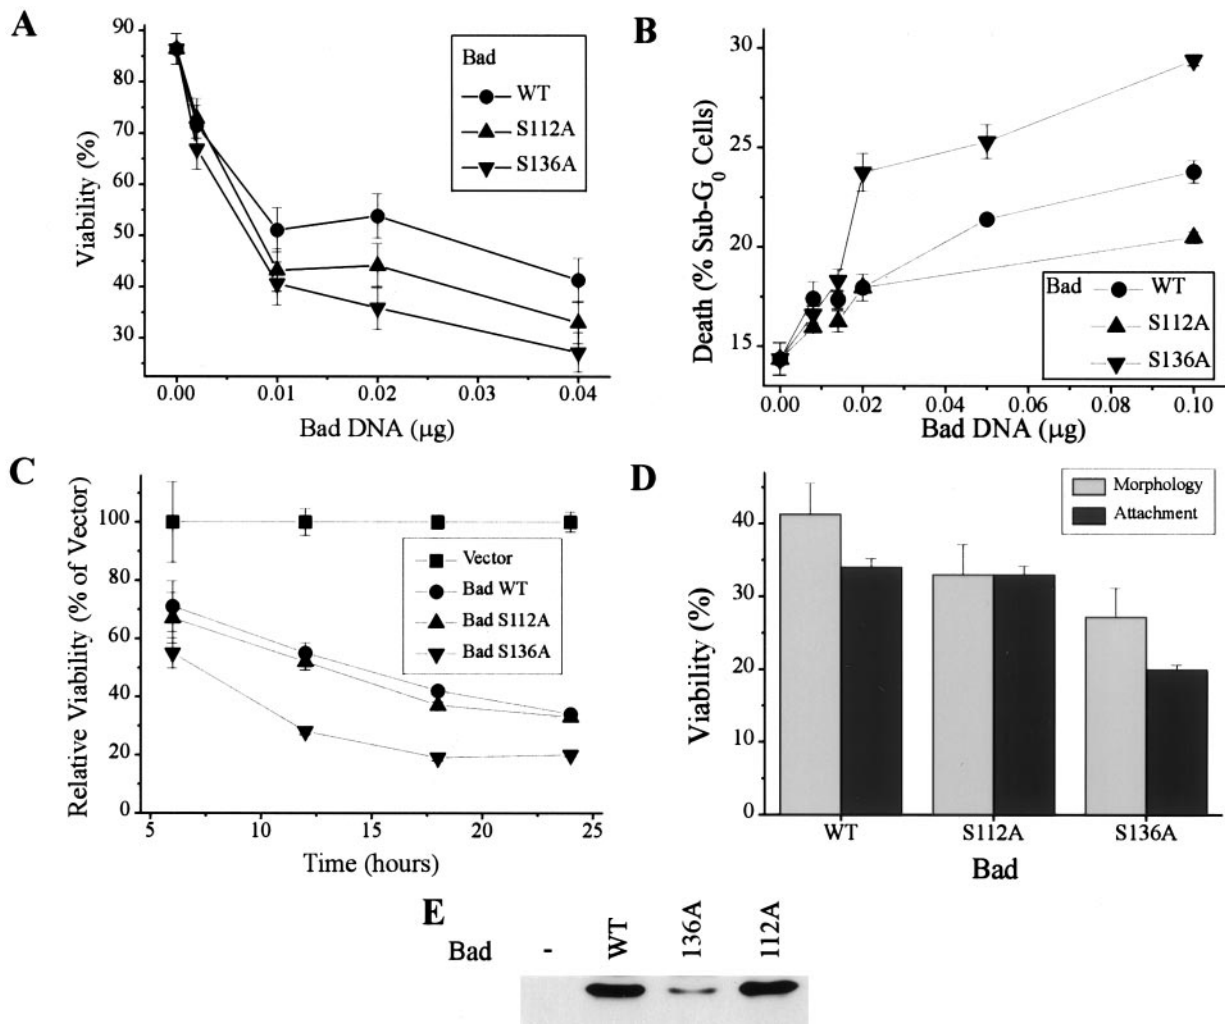 A
Viability (%)
90
80
70
60
50
40
30
0.00
0.01
0.02
0.03
0.04
Bad DNA (μg)
Bad
WT
S112A
S136A
B
Death (% Sub-G₀ Cells)
30
25
20
15
0.00
0.02
0.04
0.06
0.08
0.10
Bad DNA (μg)
Bad
WT
S112A
S136A
C
Relative Viability (% of Vector)
100
80
60
40
20
0
5
10
15
20
25
Time (hours)
Vector
Bad WT
Bad S112A
Bad S136A
D
Viability (%)
40
30
20
10
0
WT
S112A
S136A
Bad
Morphology
Attachment
E
Bad
-
WT
136A
112A